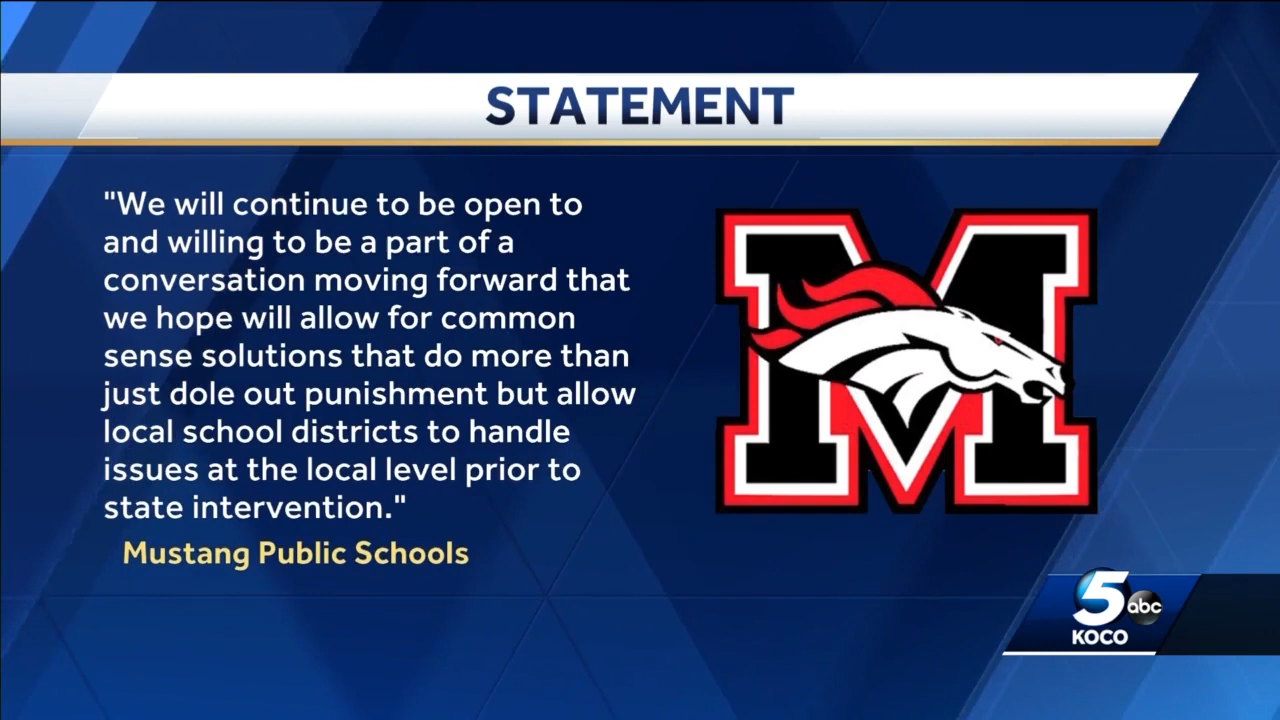 STATEMENT
"We will continue to be open to
and willing to be a part of a
conversation moving forward that
we hope will allow for common
sense solutions that do more than
just dole out punishment but allow
local school districts to handle
issues at the local level prior to
state intervention."
Mustang Public Schools
M
5
abc
KOCO